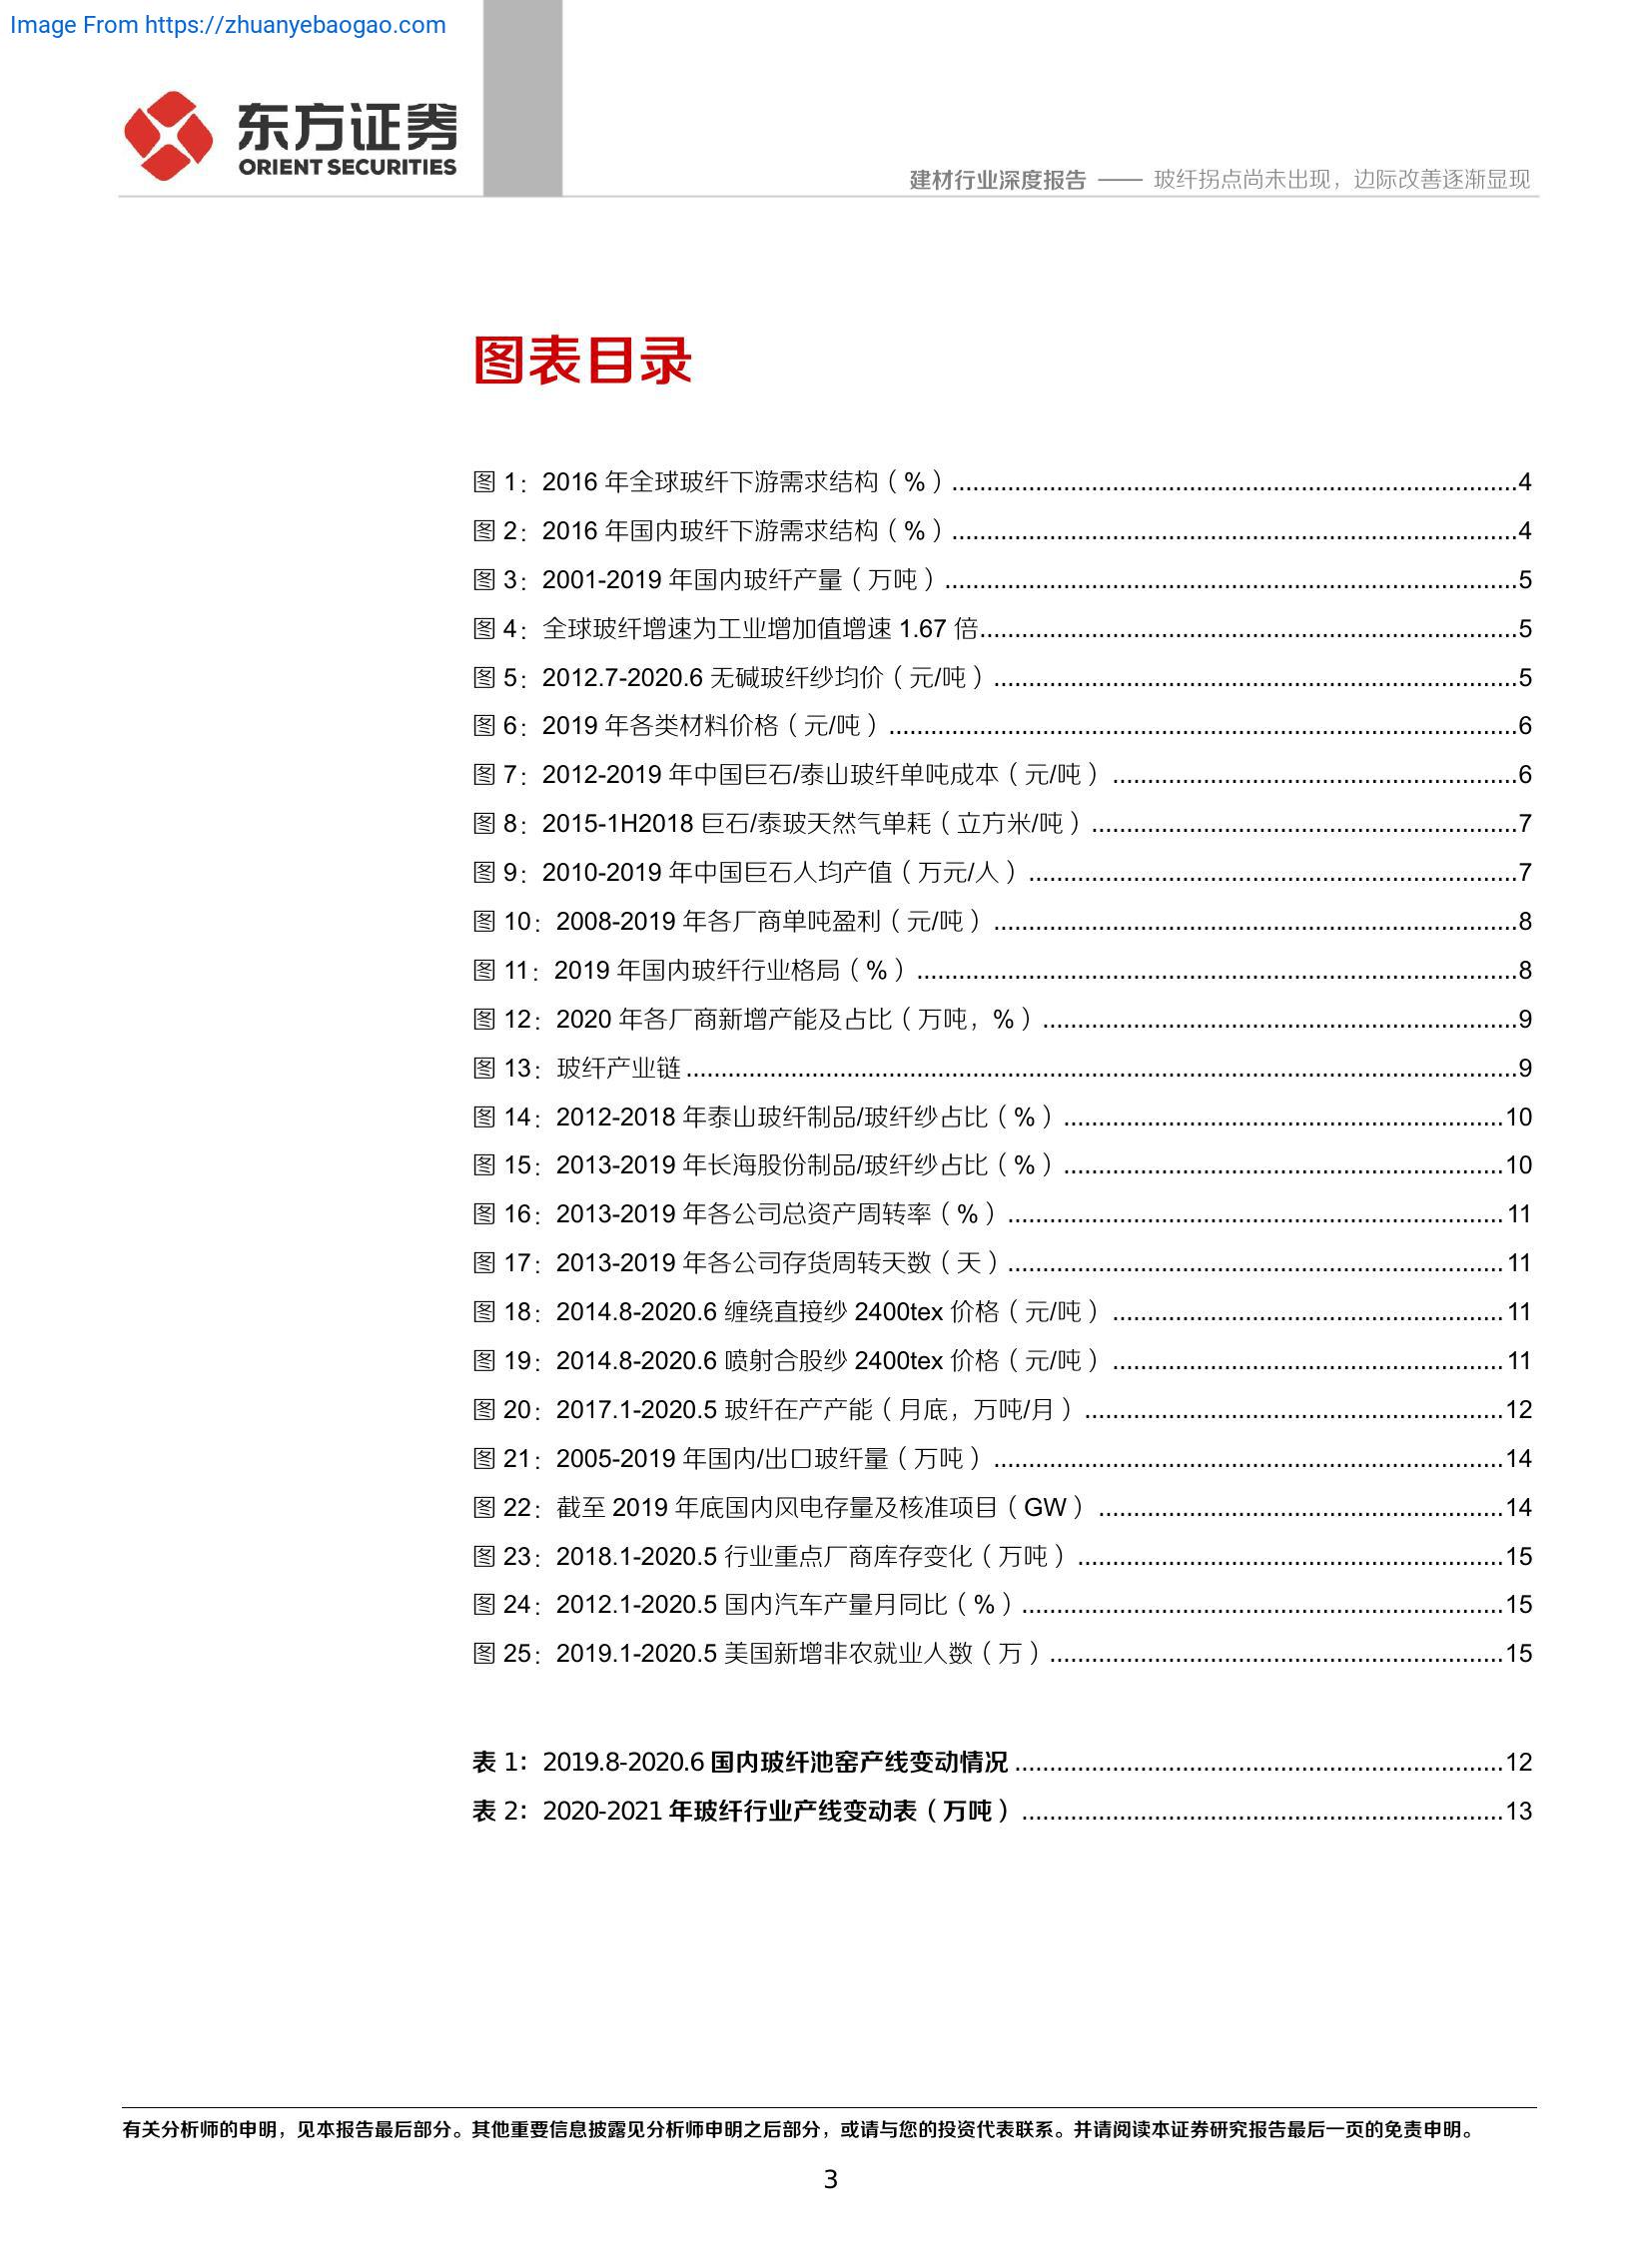 Image From https://zhuanyebaogao.com
东方证券
ORIENT SECURITIES
建材行业深度报告 —— 玻纤拐点尚未出现，边际改善逐渐显现
图表目录
图 1：2016 年全球玻纤下游需求结构（%）......4
图 2：2016 年国内玻纤下游需求结构（%）......4
图 3：2001-2019 年国内玻纤产量（万吨）......5
图 4：全球玻纤增速为工业增加值增速 1.67 倍......5
图 5：2012.7-2020.6 无碱玻纤纱均价（元/吨）......5
图 6：2019 年各类材料价格（元/吨）......6
图 7：2012-2019 年中国巨石/泰山玻纤单吨成本（元/吨）......6
图 8：2015-1H2018 巨石/泰玻天然气单耗（立方米/吨）......7
图 9：2010-2019 年中国巨石人均产值（万元/人）......7
图 10：2008-2019 年各厂商单吨盈利（元/吨）......8
图 11：2019 年国内玻纤行业格局（%）......8
图 12：2020 年各厂商新增产能及占比（万吨，%）......9
图 13：玻纤产业链......9
图 14：2012-2018 年泰山玻纤制品/玻纤纱占比（%）......10
图 15：2013-2019 年长海股份制品/玻纤纱占比（%）......10
图 16：2013-2019 年各公司总资产周转率（%）......11
图 17：2013-2019 年各公司存货周转天数（天）......11
图 18：2014.8-2020.6 缠绕直接纱 2400tex 价格（元/吨）......11
图 19：2014.8-2020.6 喷射合股纱 2400tex 价格（元/吨）......11
图 20：2017.1-2020.5 玻纤在产产能（月底，万吨/月）......12
图 21：2005-2019 年国内/出口玻纤量（万吨）......14
图 22：截至 2019 年底国内风电存量及核准项目（GW）......14
图 23：2018.1-2020.5 行业重点厂商库存变化（万吨）......15
图 24：2012.1-2020.5 国内汽车产量月同比（%）......15
图 25：2019.1-2020.5 美国新增非农就业人数（万）......15
表 1：2019.8-2020.6 国内玻纤池窑产线变动情况......12
表 2：2020-2021 年玻纤行业产线变动表（万吨）......13
有关分析师的申明，见本报告最后部分。其他重要信息披露见分析师申明之后部分，或请与您的投资代表联系。并请阅读本证券研究报告最后一页的免责申明。
3